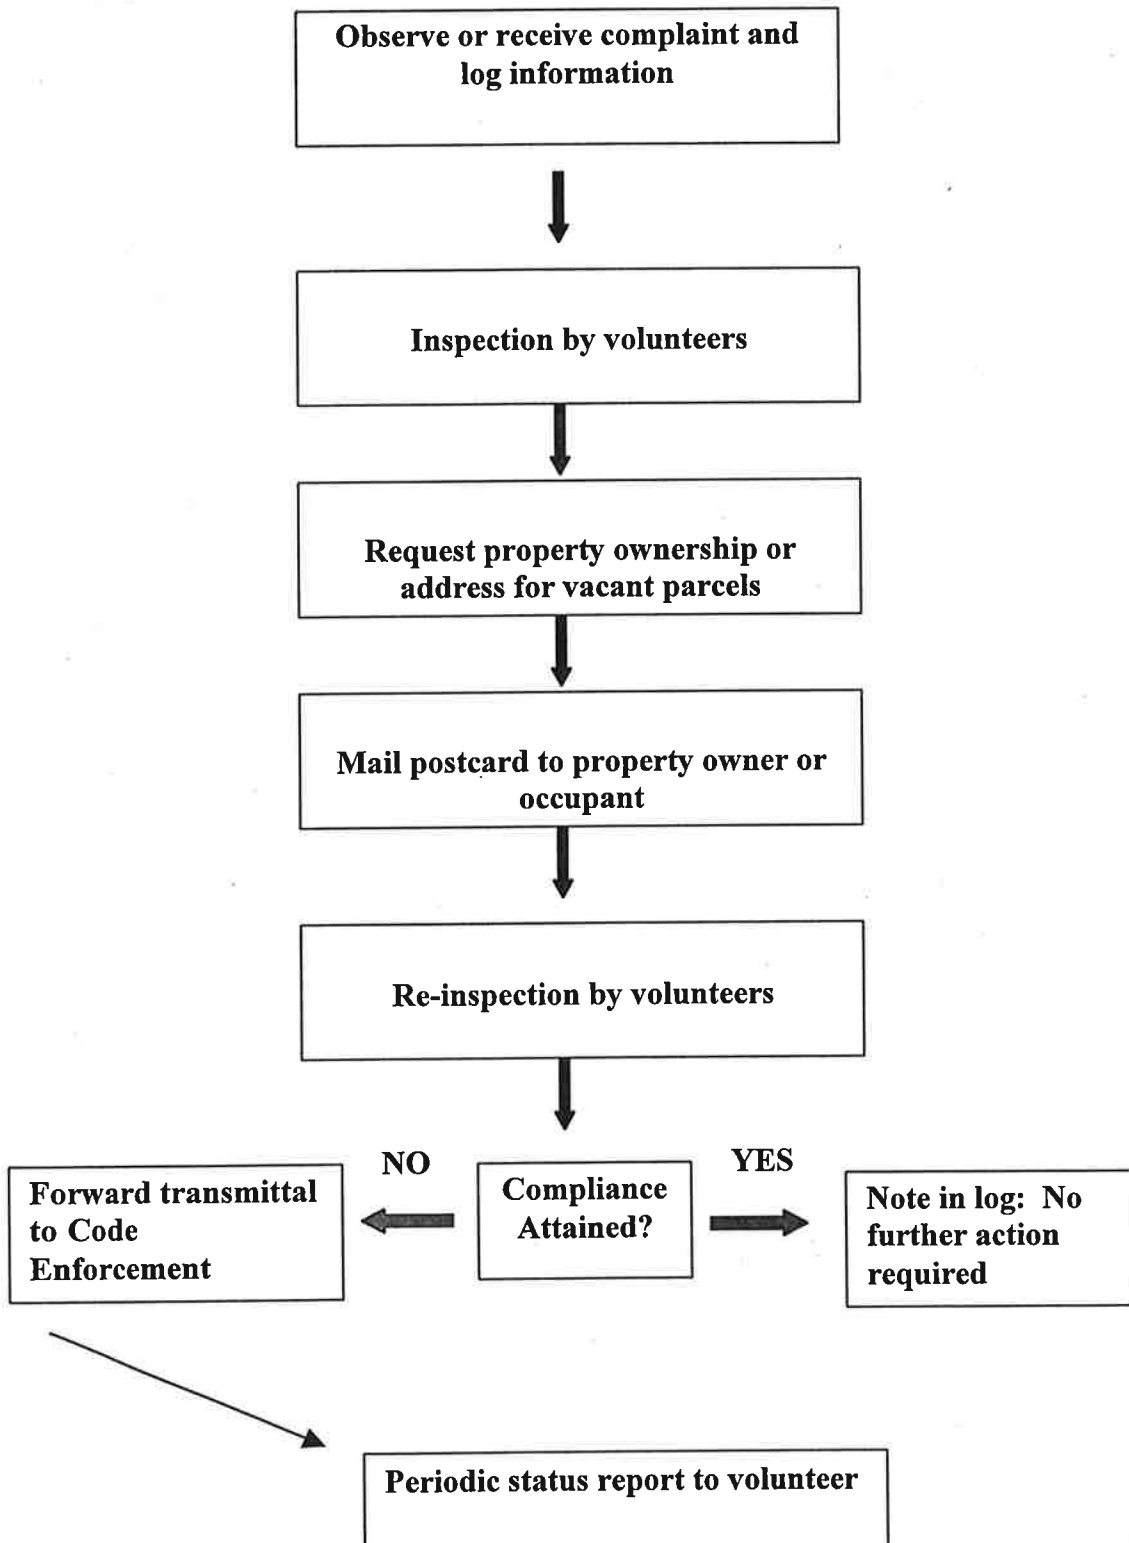 Observe or receive complaint and
log information
Inspection by volunteers
Request property ownership or
address for vacant parcels
Mail postcard to property owner or
occupant
Re-inspection by volunteers
NO
YES
Forward transmittal
to Code
Enforcement
Compliance
Attained?
Note in log: No
further action
required
Periodic status report to volunteer